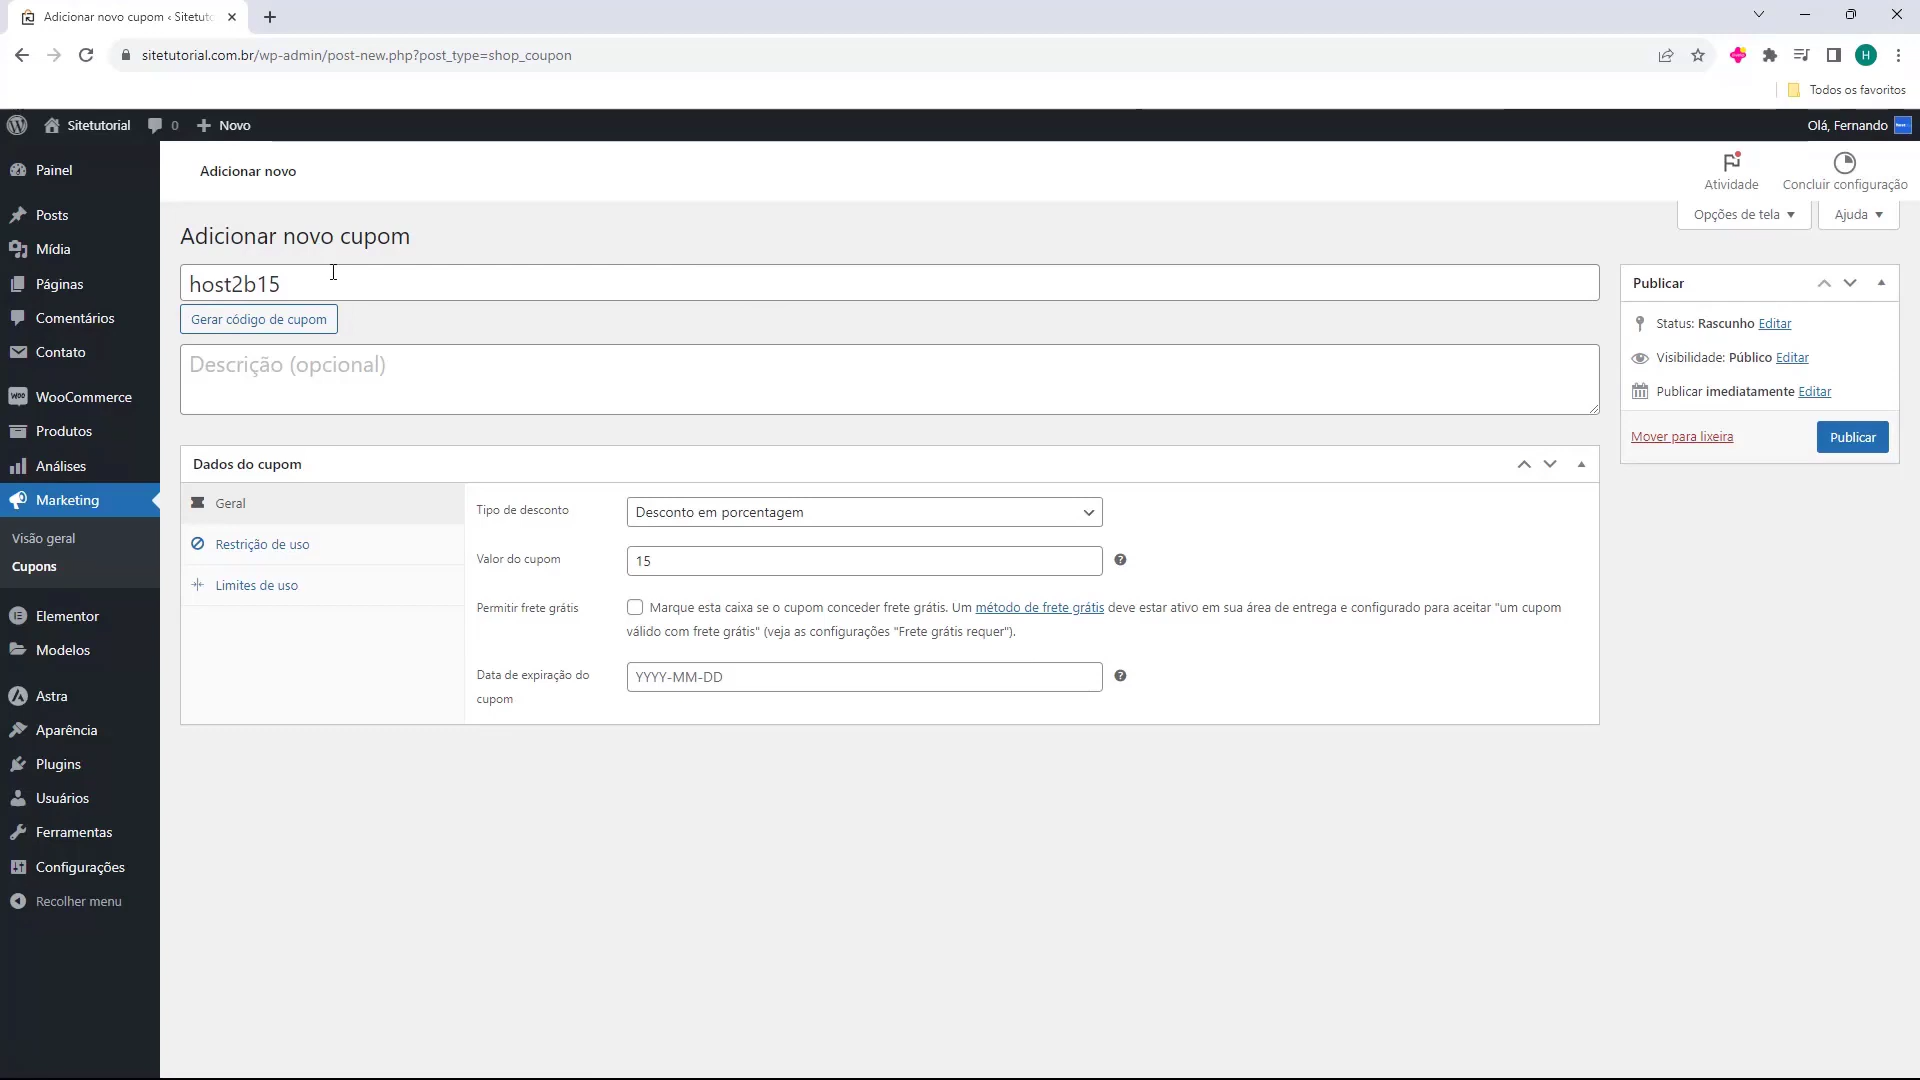 Adicionar novo cupom ‹ Sitetuto
sitetutorial.com.br/wp-admin/post-new.php?post_type=shop_coupon
H
Todos os favoritos
Sitetutorial
0
Novo
Olá, Fernando
Painel
Posts
Mídia
Páginas
Comentários
Contato
WooCommerce
Produtos
Análises
Marketing
Visão geral
Cupons
Elementor
Modelos
Astra
Aparência
Plugins
Usuários
Ferramentas
Configurações
Recolher menu
Adicionar novo
Atividade
Concluir configuração
Opções de tela
Ajuda
Adicionar novo cupom
host2b15
Gerar código de cupom
Descrição (opcional)
Dados do cupom
Geral
Restrição de uso
Limites de uso
Tipo de desconto
Desconto em porcentagem
Valor do cupom
15
Permitir frete grátis
Marque esta caixa se o cupom conceder frete grátis. Um método de frete grátis deve estar ativo em sua área de entrega e configurado para aceitar "um cupom
válido com frete grátis" (veja as configurações "Frete grátis requer").
Data de expiração do
cupom
YYYY-MM-DD
Publicar
Status: Rascunho Editar
Visibilidade: Público Editar
Publicar imediatamente Editar
Mover para lixeira
Publicar